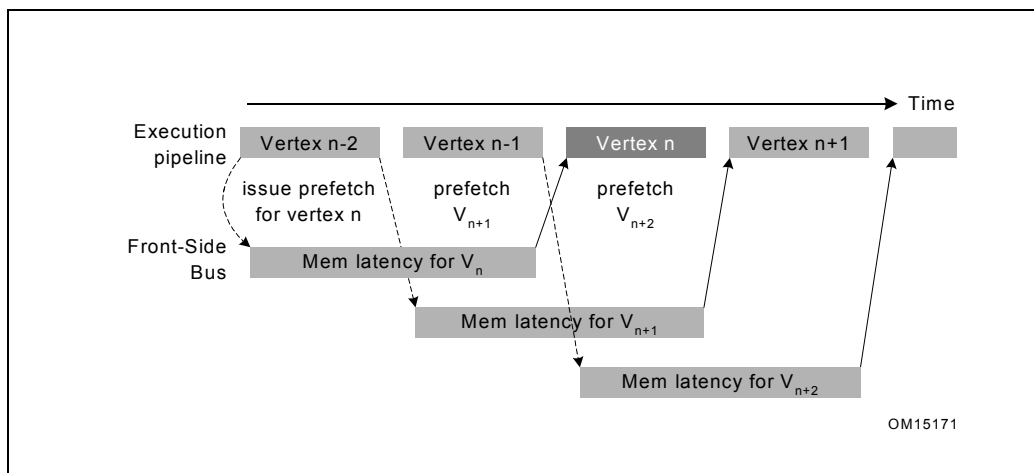 Time
Execution
pipeline
Vertex n-2
Vertex n-1
Vertex n
Vertex n+1
issue prefetch
for vertex n
prefetch
Vn+1
prefetch
Vn+2
Front-Side
Bus
Mem latency for Vn
Mem latency for Vn+1
Mem latency for Vn+2
OM15171